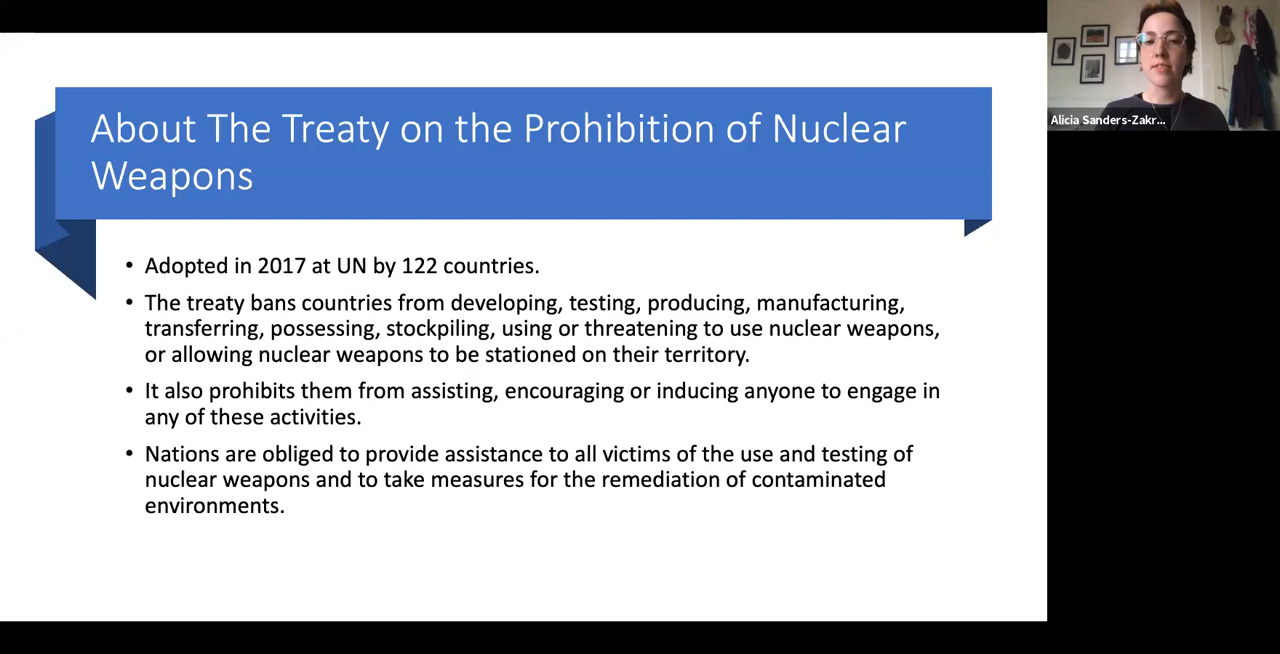 About The Treaty on the Prohibition of Nuclear
Weapons
• Adopted in 2017 at UN by 122 countries.
• The treaty bans countries from developing, testing, producing, manufacturing,
transferring, possessing, stockpiling, using or threatening to use nuclear weapons,
or allowing nuclear weapons to be stationed on their territory.
• It also prohibits them from assisting, encouraging or inducing anyone to engage in
any of these activities.
• Nations are obliged to provide assistance to all victims of the use and testing of
nuclear weapons and to take measures for the remediation of contaminated
environments.
Alicia Sanders-Zakr...